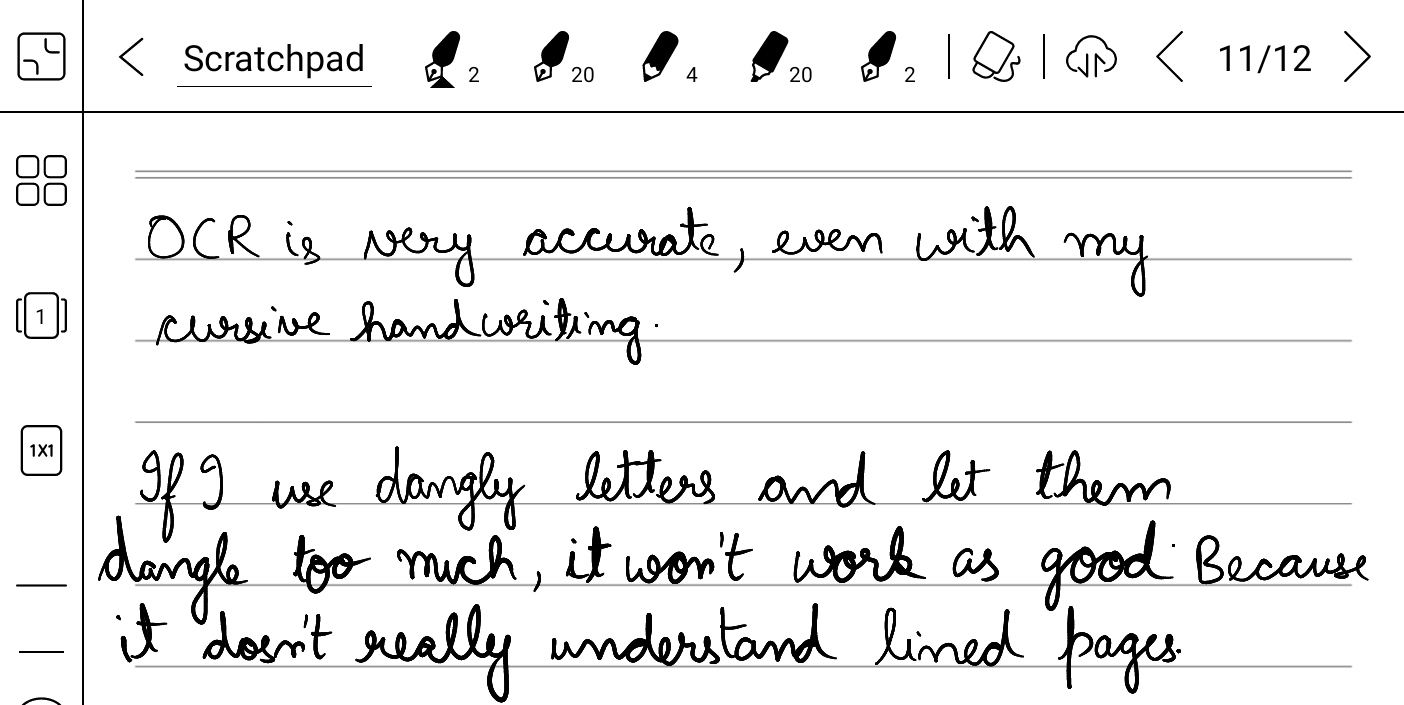 Scratchpad 2 20 4 20 2 11/12
1
1X1
OCR is very accurate, even with my
cursive handwriting.
If I use dangly letters and let them
dangle too much, it won't work as good. Because
it dosn't really understand lined pages.